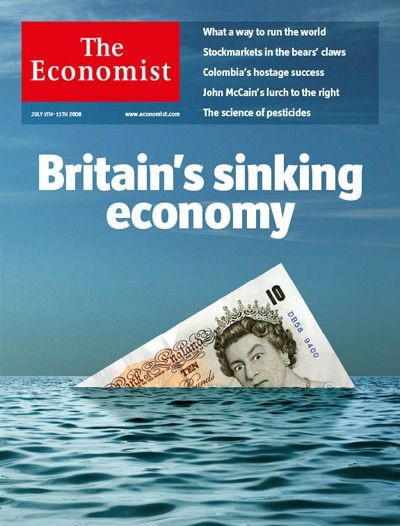 The
Economist
JULY 5TH-11TH 2008
www.economist.com
What a way to run the world
Stockmarkets in the bears' claws
Colombia's hostage success
John McCain's lurch to the right
The science of pesticides
Britain's sinking
economy
10
DB58 9400
Bank of England
TEN
Pounds